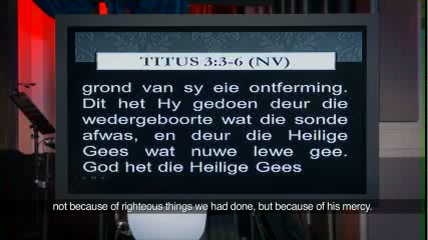 TITUS 3:3-6 (NV)
grond van sy eie ontferming.
Dit het Hy gedoen deur die
wedergeboorte wat die sonde
afwas, en deur die Heilige
Gees wat nuwe lewe gee.
God het die Heilige Gees
not because of righteous things we had done, but because of his mercy.